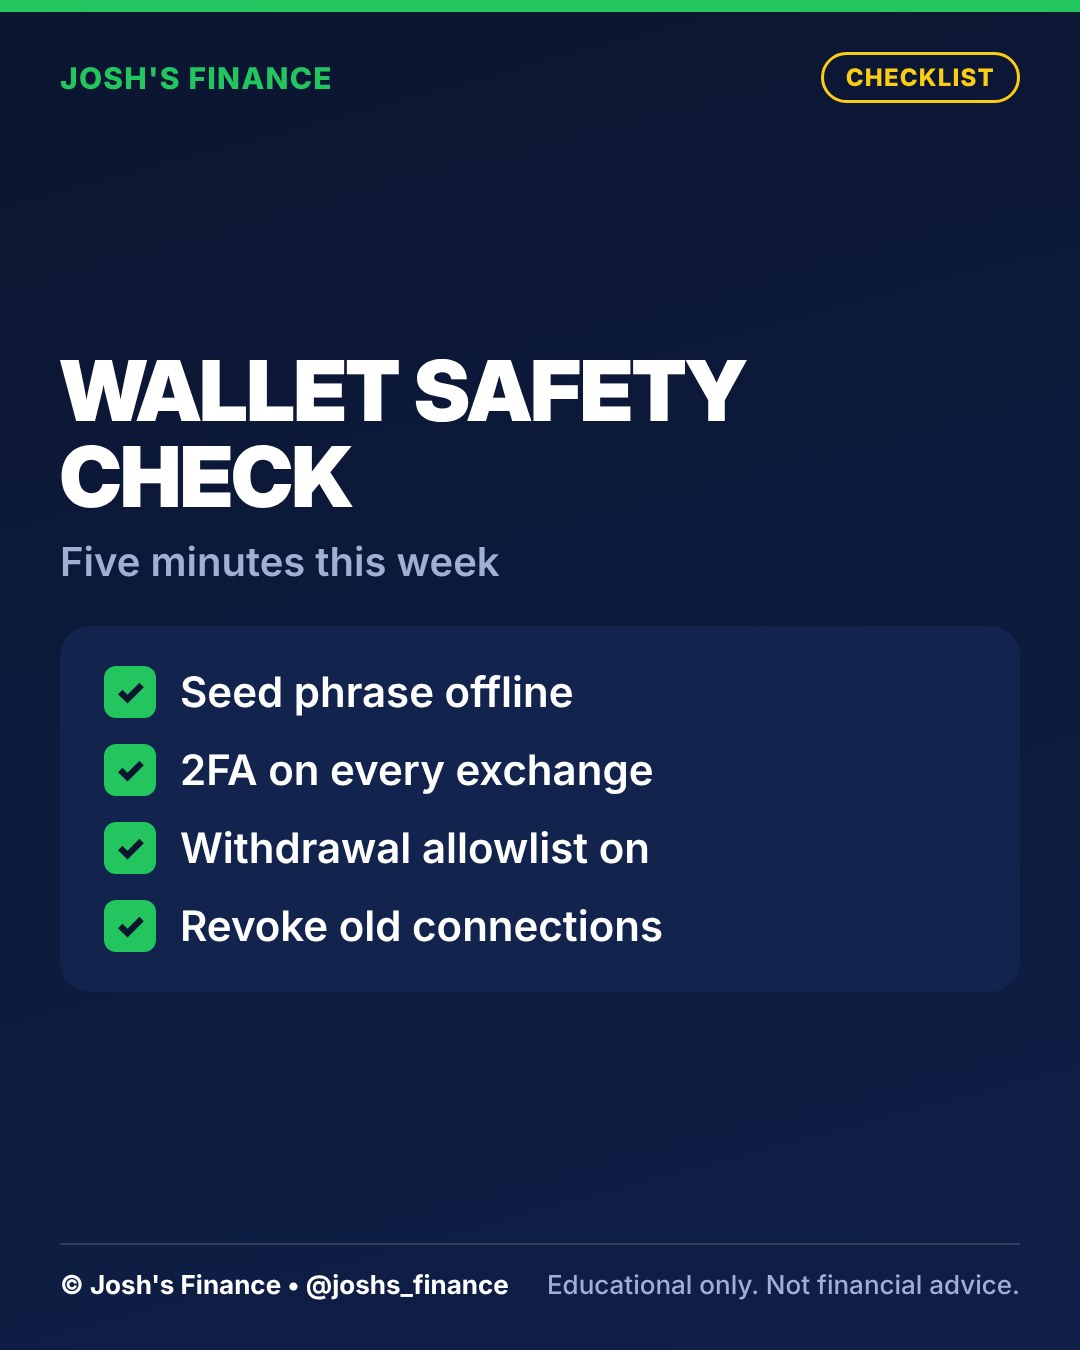 JOSH'S FINANCE
CHECKLIST
WALLET SAFETY
CHECK
Five minutes this week
Seed phrase offline
2FA on every exchange
Withdrawal allowlist on
Revoke old connections
© Josh's Finance • @joshs_finance
Educational only. Not financial advice.